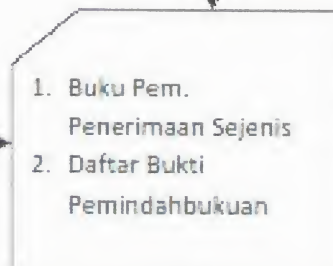 1. Buku Pem.
Penerimaan Sejenis
2. Daftar Bukti
Pemindahbukuan